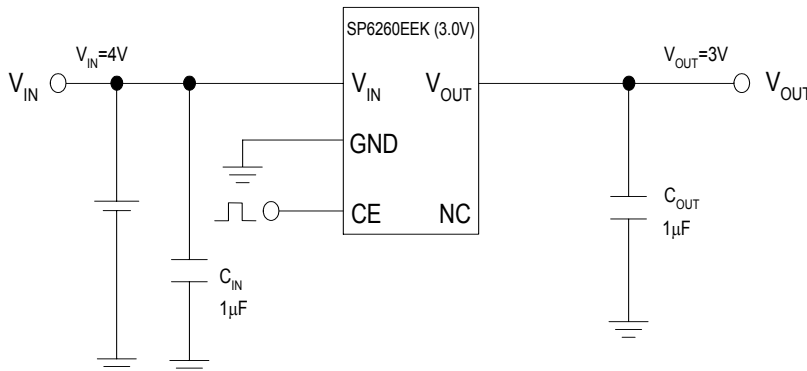 SP6260EEK (3.0V)
V_IN=4V
V_OUT=3V
V_IN
V_IN
V_OUT
V_OUT
GND
CE
NC
C_OUT
1μF
C_IN
1μF